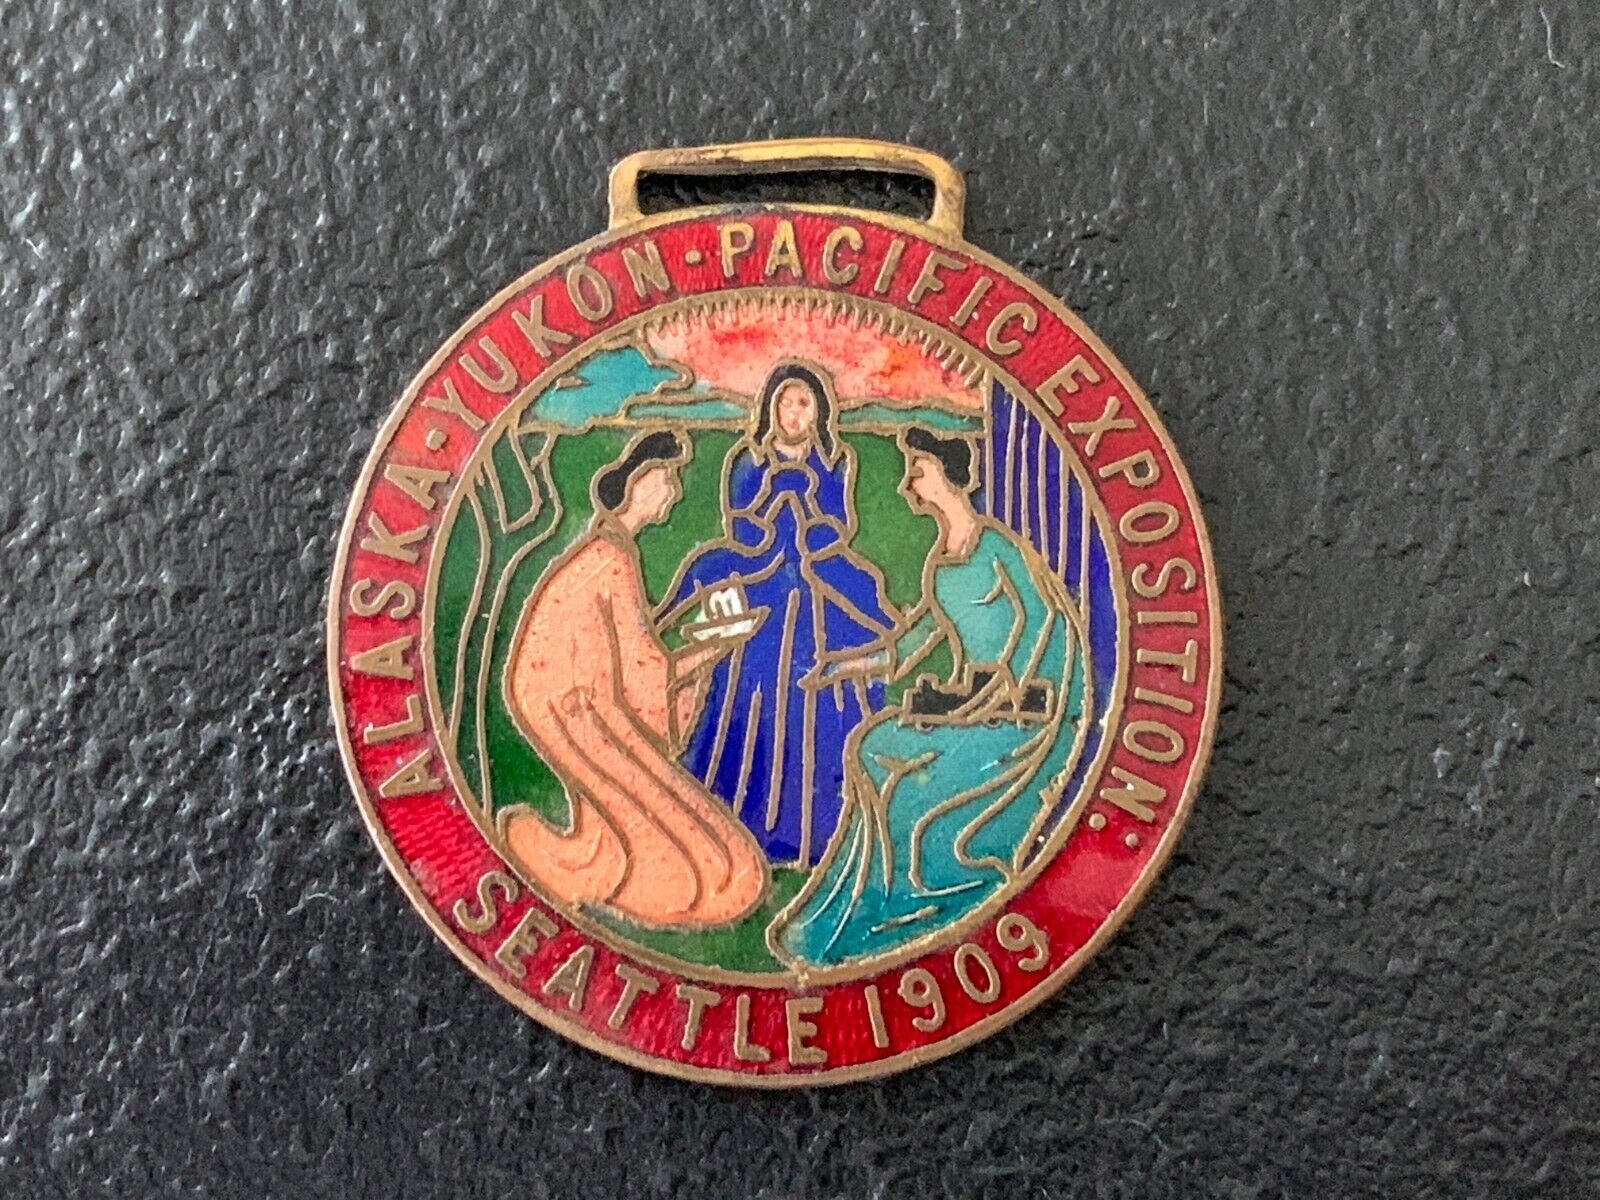 ALASKA·YUKON·PACIFIC EXPOSITION:
SEATTLE 1909